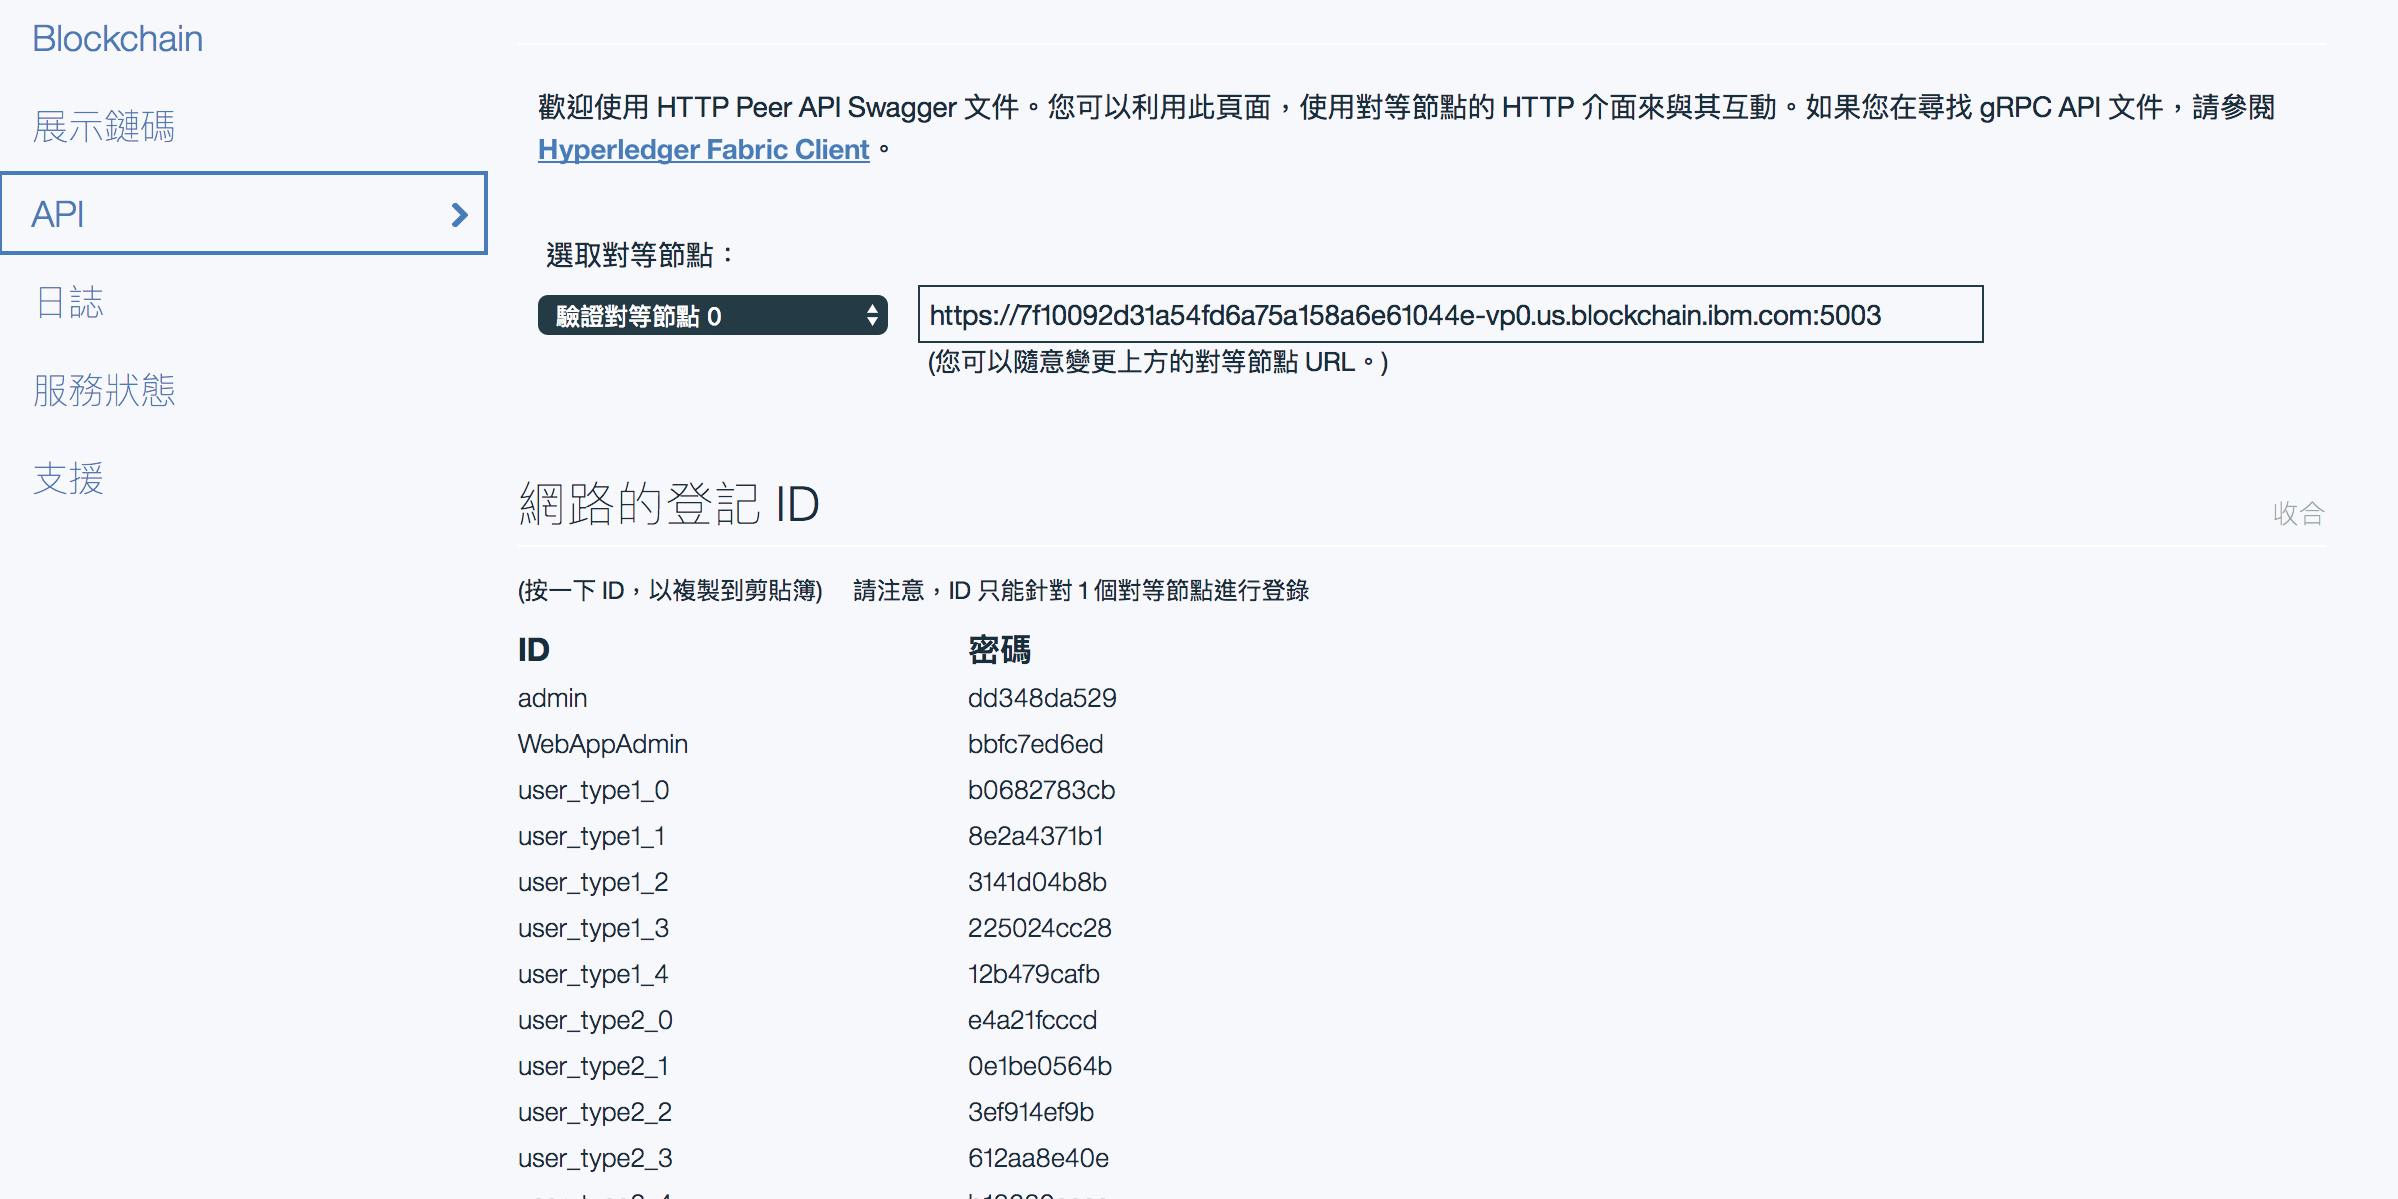 Blockchain
展示鏈碼
API
日誌
服務狀態
支援
歡迎使用 HTTP Peer API Swagger 文件。您可以利用此頁面，使用對等節點的 HTTP 介面來與其互動。如果您在尋找 gRPC API 文件，請參閱
Hyperledger Fabric Client。
選取對等節點：
驗證對等節點 0
https://7f10092d31a54fd6a75a158a6e61044e-vp0.us.blockchain.ibm.com:5003
(您可以隨意變更上方的對等節點 URL。)
網路的登記 ID
收合
(按一下 ID，以複製到剪貼簿) 請注意，ID 只能針對 1 個對等節點進行登錄
ID 密碼
admin dd348da529
WebAppAdmin bbfc7ed6ed
user_type1_0 b0682783cb
user_type1_1 8e2a4371b1
user_type1_2 3141d04b8b
user_type1_3 225024cc28
user_type1_4 12b479cafb
user_type2_0 e4a21fcccd
user_type2_1 0e1be0564b
user_type2_2 3ef914ef9b
user_type2_3 612aa8e40e